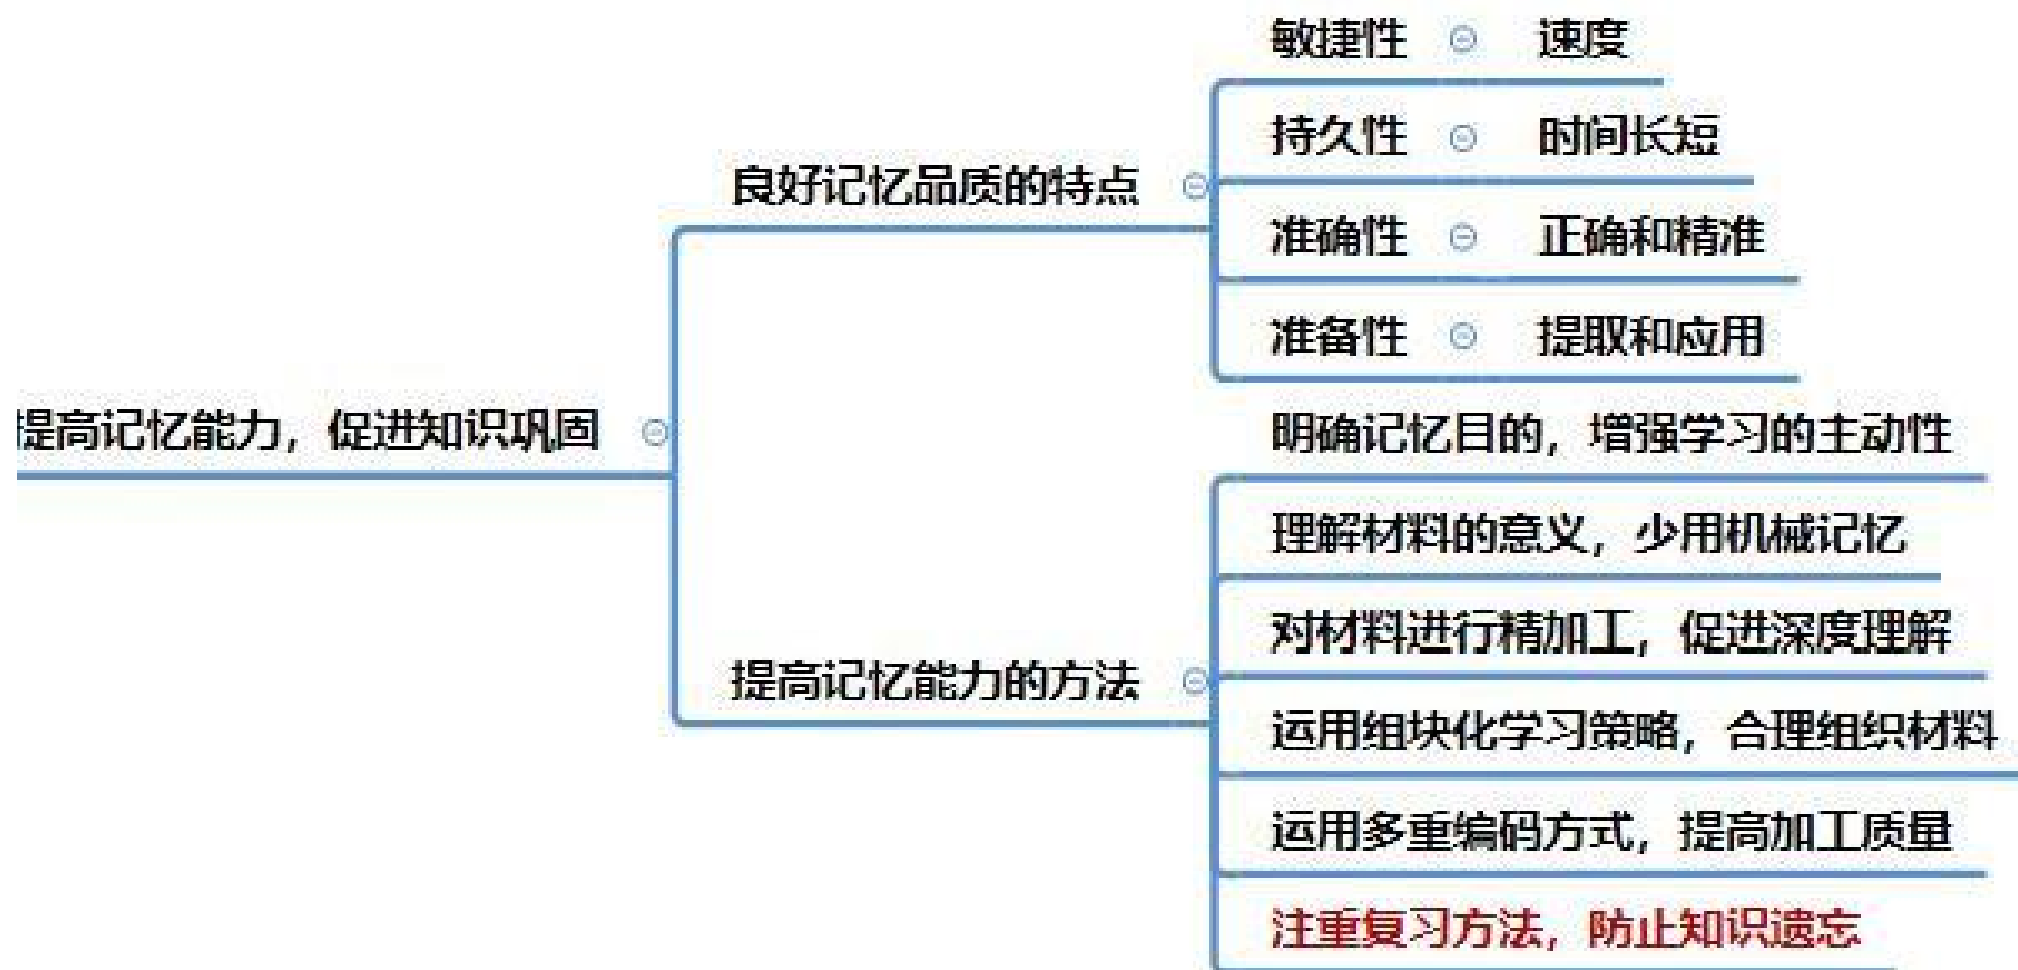 敏捷性 速度
持久性 时间长短
良好记忆品质的特点
准确性 正确和精准
准备性 提取和应用
提高记忆能力，促进知识巩固
明确记忆目的，增强学习的主动性
理解材料的意义，少用机械记忆
对材料进行精加工，促进深度理解
提高记忆能力的方法
运用组块化学习策略，合理组织材料
运用多重编码方式，提高加工质量
注重复习方法，防止知识遗忘